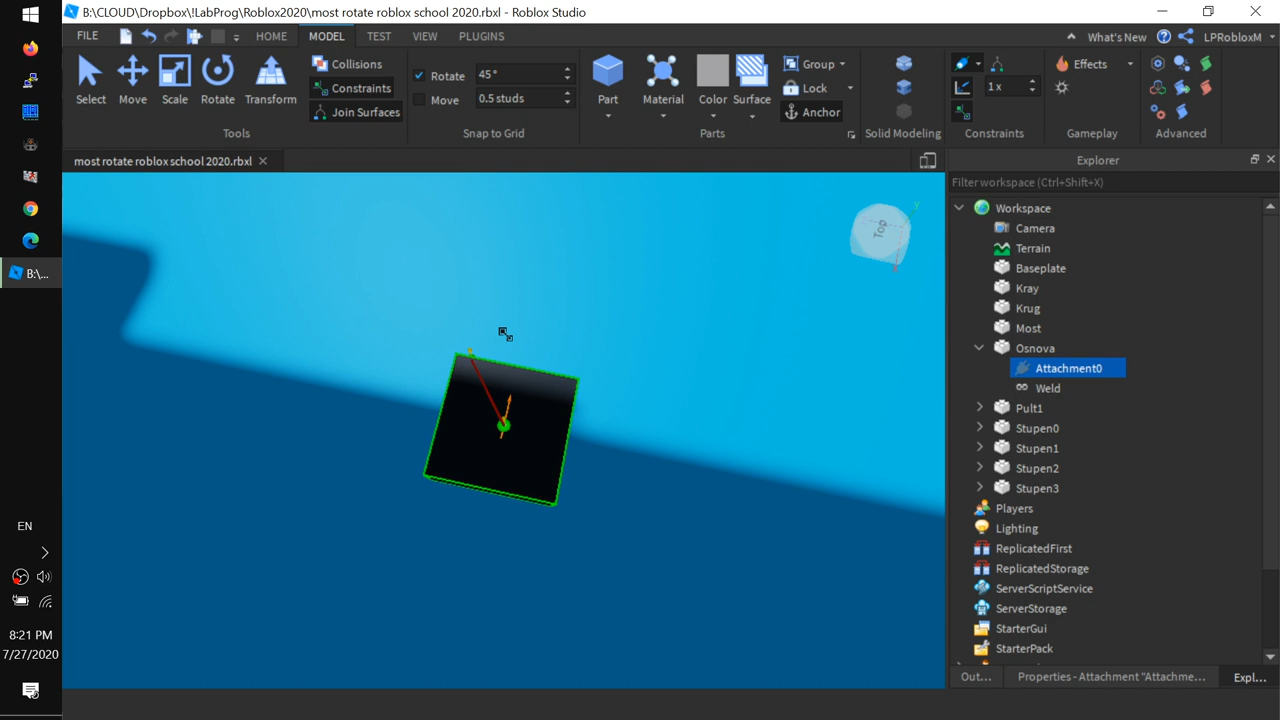 B:\CLOUD\Dropbox\!LabProg\Roblox2020\most rotate roblox school 2020.rbxl - Roblox Studio
FILE HOME MODEL TEST VIEW PLUGINS What's New LPRobloxM
Select Move Scale Rotate Transform
Collisions
Constraints
Join Surfaces
Tools
Rotate 45°
Move 0.5 studs
Snap to Grid
Part Material Color Surface
Group
Lock
Anchor
Parts
Solid Modeling
1 x
Constraints
Effects
Gameplay
Advanced
most rotate roblox school 2020.rbxl
Explorer
Filter workspace (Ctrl+Shift+X)
Workspace
Camera
Terrain
Baseplate
Kray
Krug
Most
Osnova
Attachment0
Weld
Pult1
Stupen0
Stupen1
Stupen2
Stupen3
Players
Lighting
ReplicatedFirst
ReplicatedStorage
ServerScriptService
ServerStorage
StarterGui
StarterPack
Out... Properties - Attachment "Attachme... Expl...
Top
Y
B:\...
EN
8:21 PM
7/27/2020